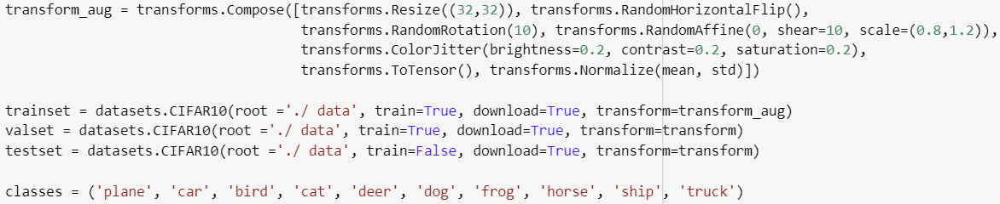 transform_aug = transforms.Compose([transforms.Resize((32,32)), transforms.RandomHorizontalFlip(),
transforms.RandomRotation(10), transforms.RandomAffine(0, shear=10, scale=(0.8,1.2)),
transforms.ColorJitter(brightness=0.2, contrast=0.2, saturation=0.2),
transforms.ToTensor(), transforms.Normalize(mean, std)])
trainset = datasets.CIFAR10(root ='./ data', train=True, download=True, transform=transform_aug)
valset = datasets.CIFAR10(root ='./ data', train=True, download=True, transform=transform)
testset = datasets.CIFAR10(root ='./ data', train=False, download=True, transform=transform)
classes = ('plane', 'car', 'bird', 'cat', 'deer', 'dog', 'frog', 'horse', 'ship', 'truck')